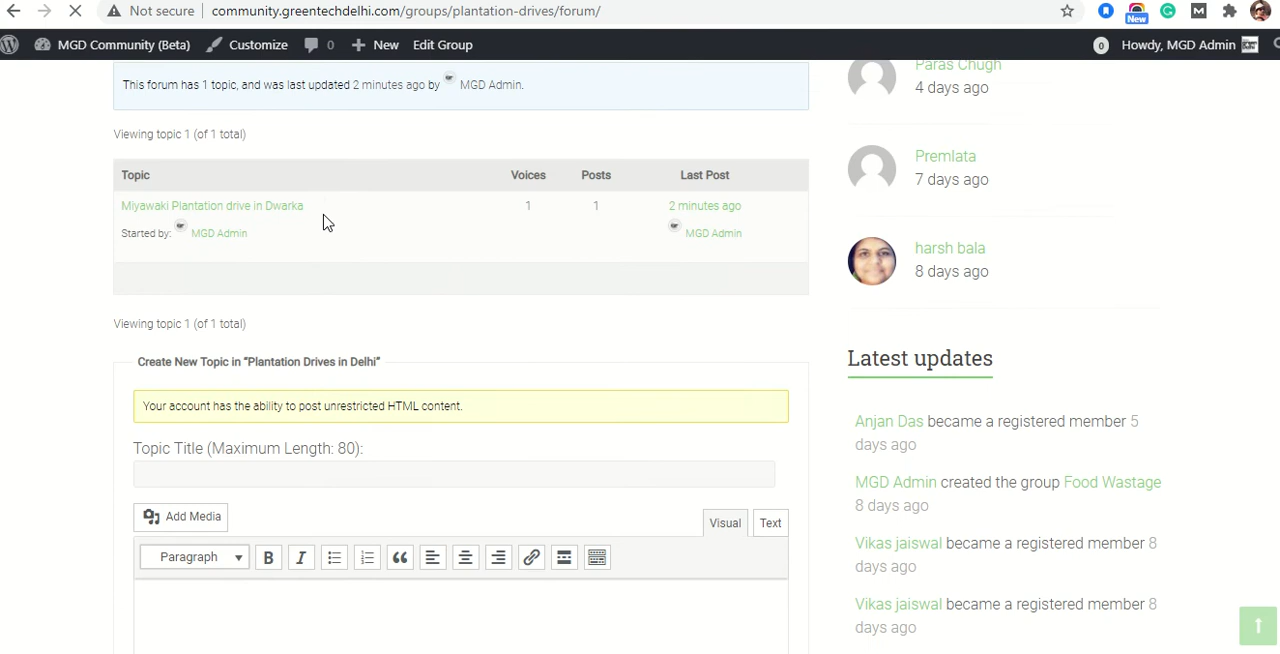 Not secure
community.greentechdelhi.com/groups/plantation-drives/forum/
New
MGD Community (Beta)
Customize
0
New
Edit Group
0
Howdy, MGD Admin
This forum has 1 topic, and was last updated 2 minutes ago by MGD Admin.
Viewing topic 1 (of 1 total)
Topic Voices Posts Last Post
Miyawaki Plantation drive in Dwarka 1 1 2 minutes ago
Started by: MGD Admin MGD Admin
Viewing topic 1 (of 1 total)
Create New Topic in “Plantation Drives in Delhi”
Your account has the ability to post unrestricted HTML content.
Topic Title (Maximum Length: 80):
Add Media
Visual
Text
Paragraph
B
I
Paras Chugh
4 days ago
Premlata
7 days ago
harsh bala
8 days ago
Latest updates
Anjan Das became a registered member 5
days ago
MGD Admin created the group Food Wastage
8 days ago
Vikas jaiswal became a registered member 8
days ago
Vikas jaiswal became a registered member 8
days ago